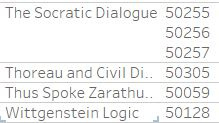 The Socratic Dialogue 50255
50256
50257
Thoreau and Civil Di.. 50305
Thus Spoke Zarathu.. 50059
Wittgenstein Logic 50128